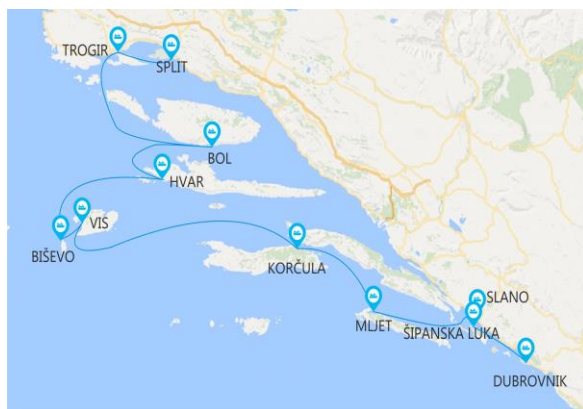 TROGIR
SPLIT
BOL
HVAR
VIS
BIŠEVO
KORČULA
SLANO
MLJET
ŠIPANSKA LUKA
DUBROVNIK